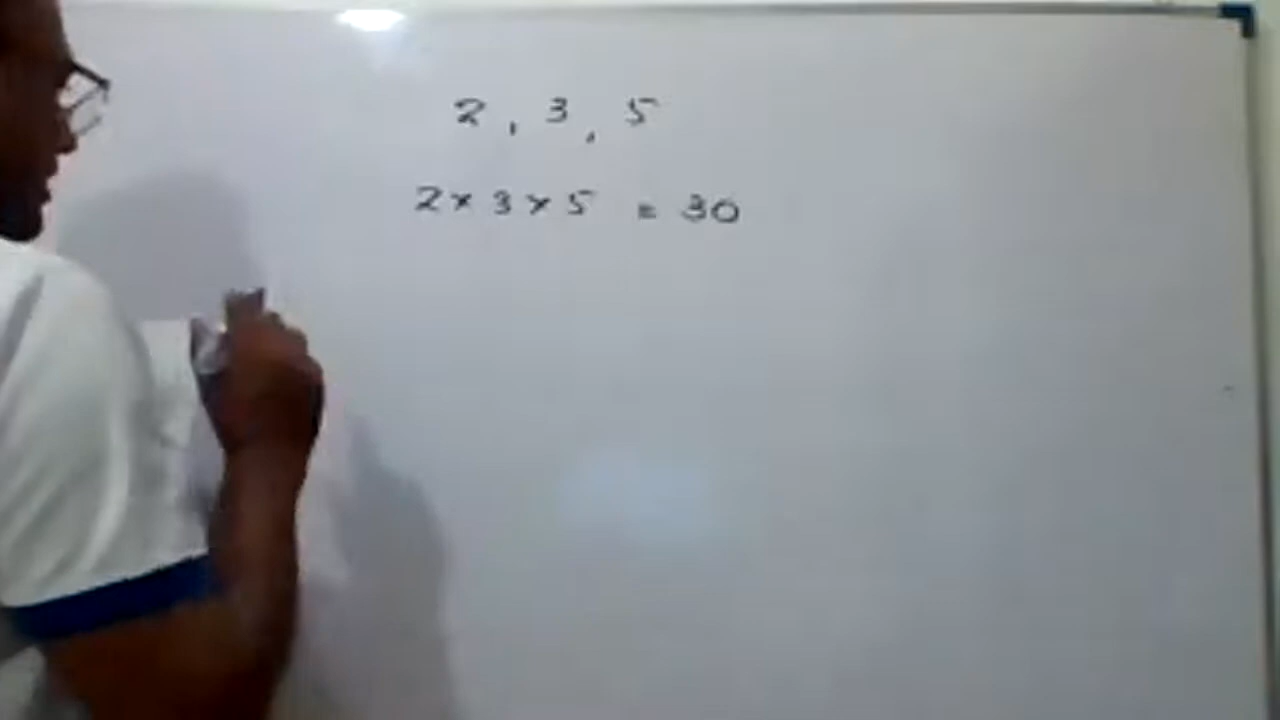 2, 3, 5
2 × 3 × 5 = 30